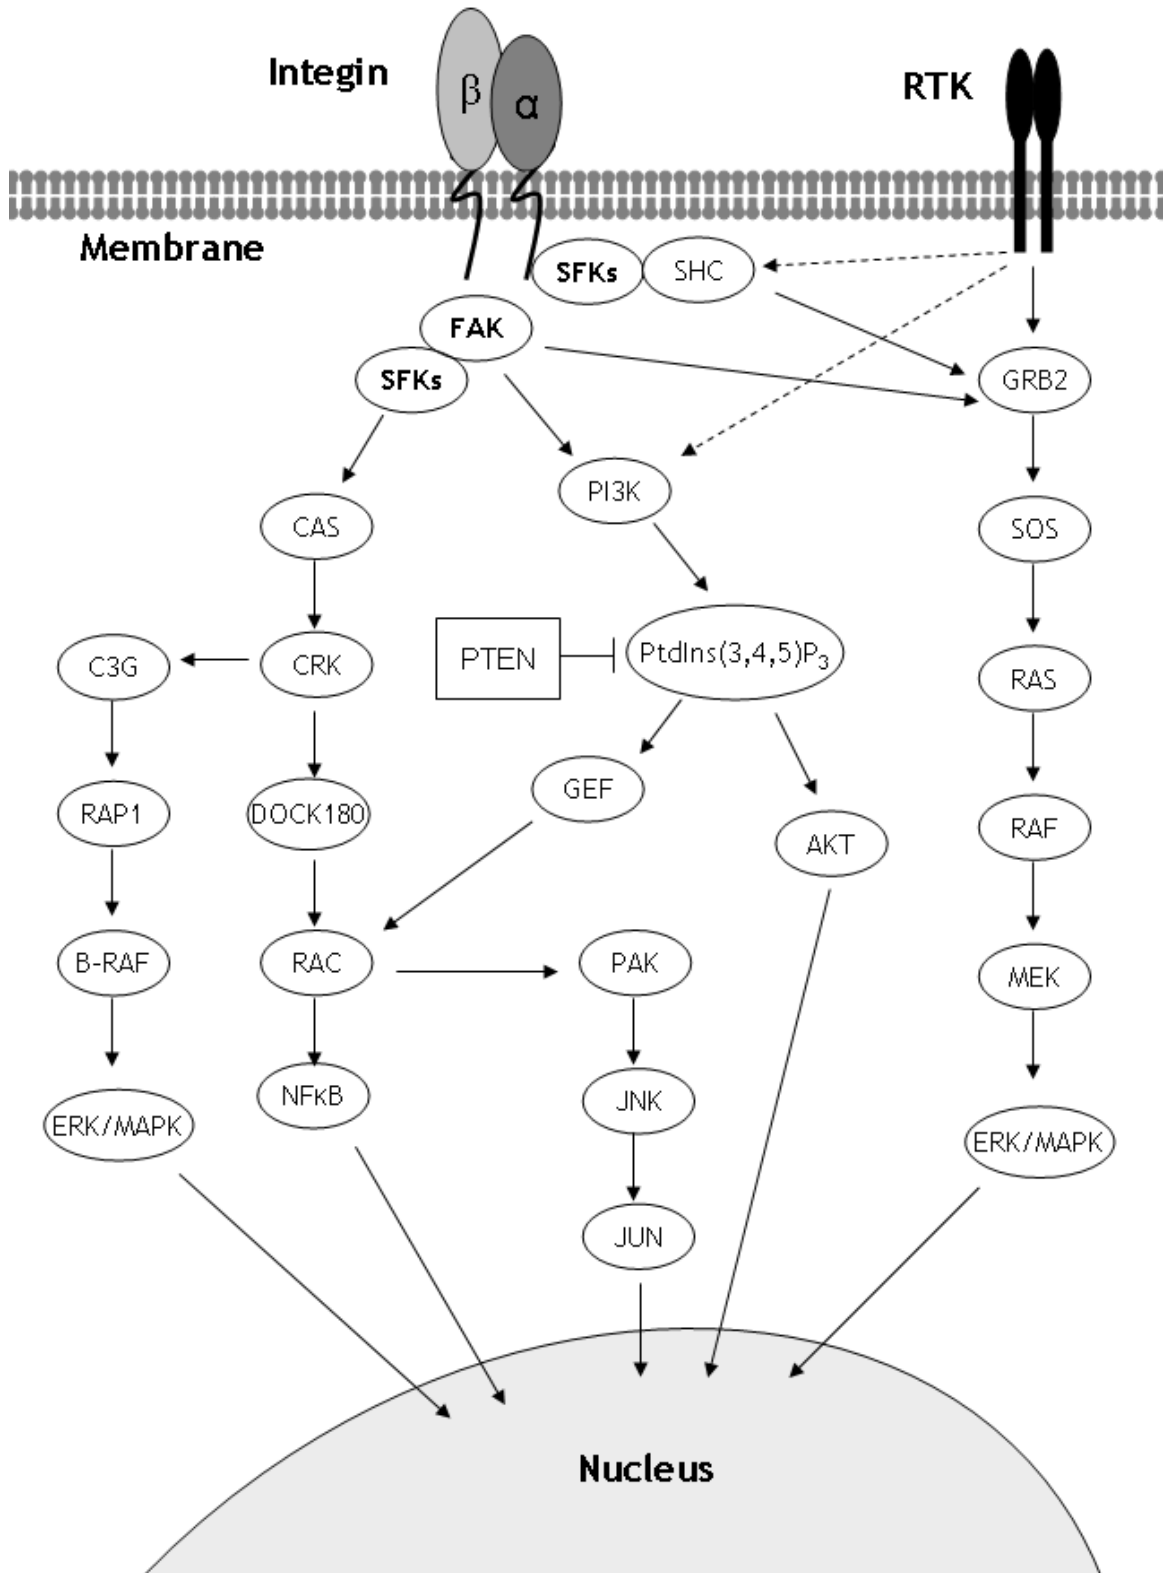 Integin
β
α
RTK
Membrane
SFKs
SHC
FAK
SFKs
GRB2
PI3K
CAS
SOS
PTEN
PtdIns(3,4,5)P₃
C3G
CRK
RAS
GEF
RAP1
DOCK180
RAF
AKT
B-RAF
RAC
PAK
MEK
NFκB
JNK
ERK/MAPK
ERK/MAPK
JUN
Nucleus